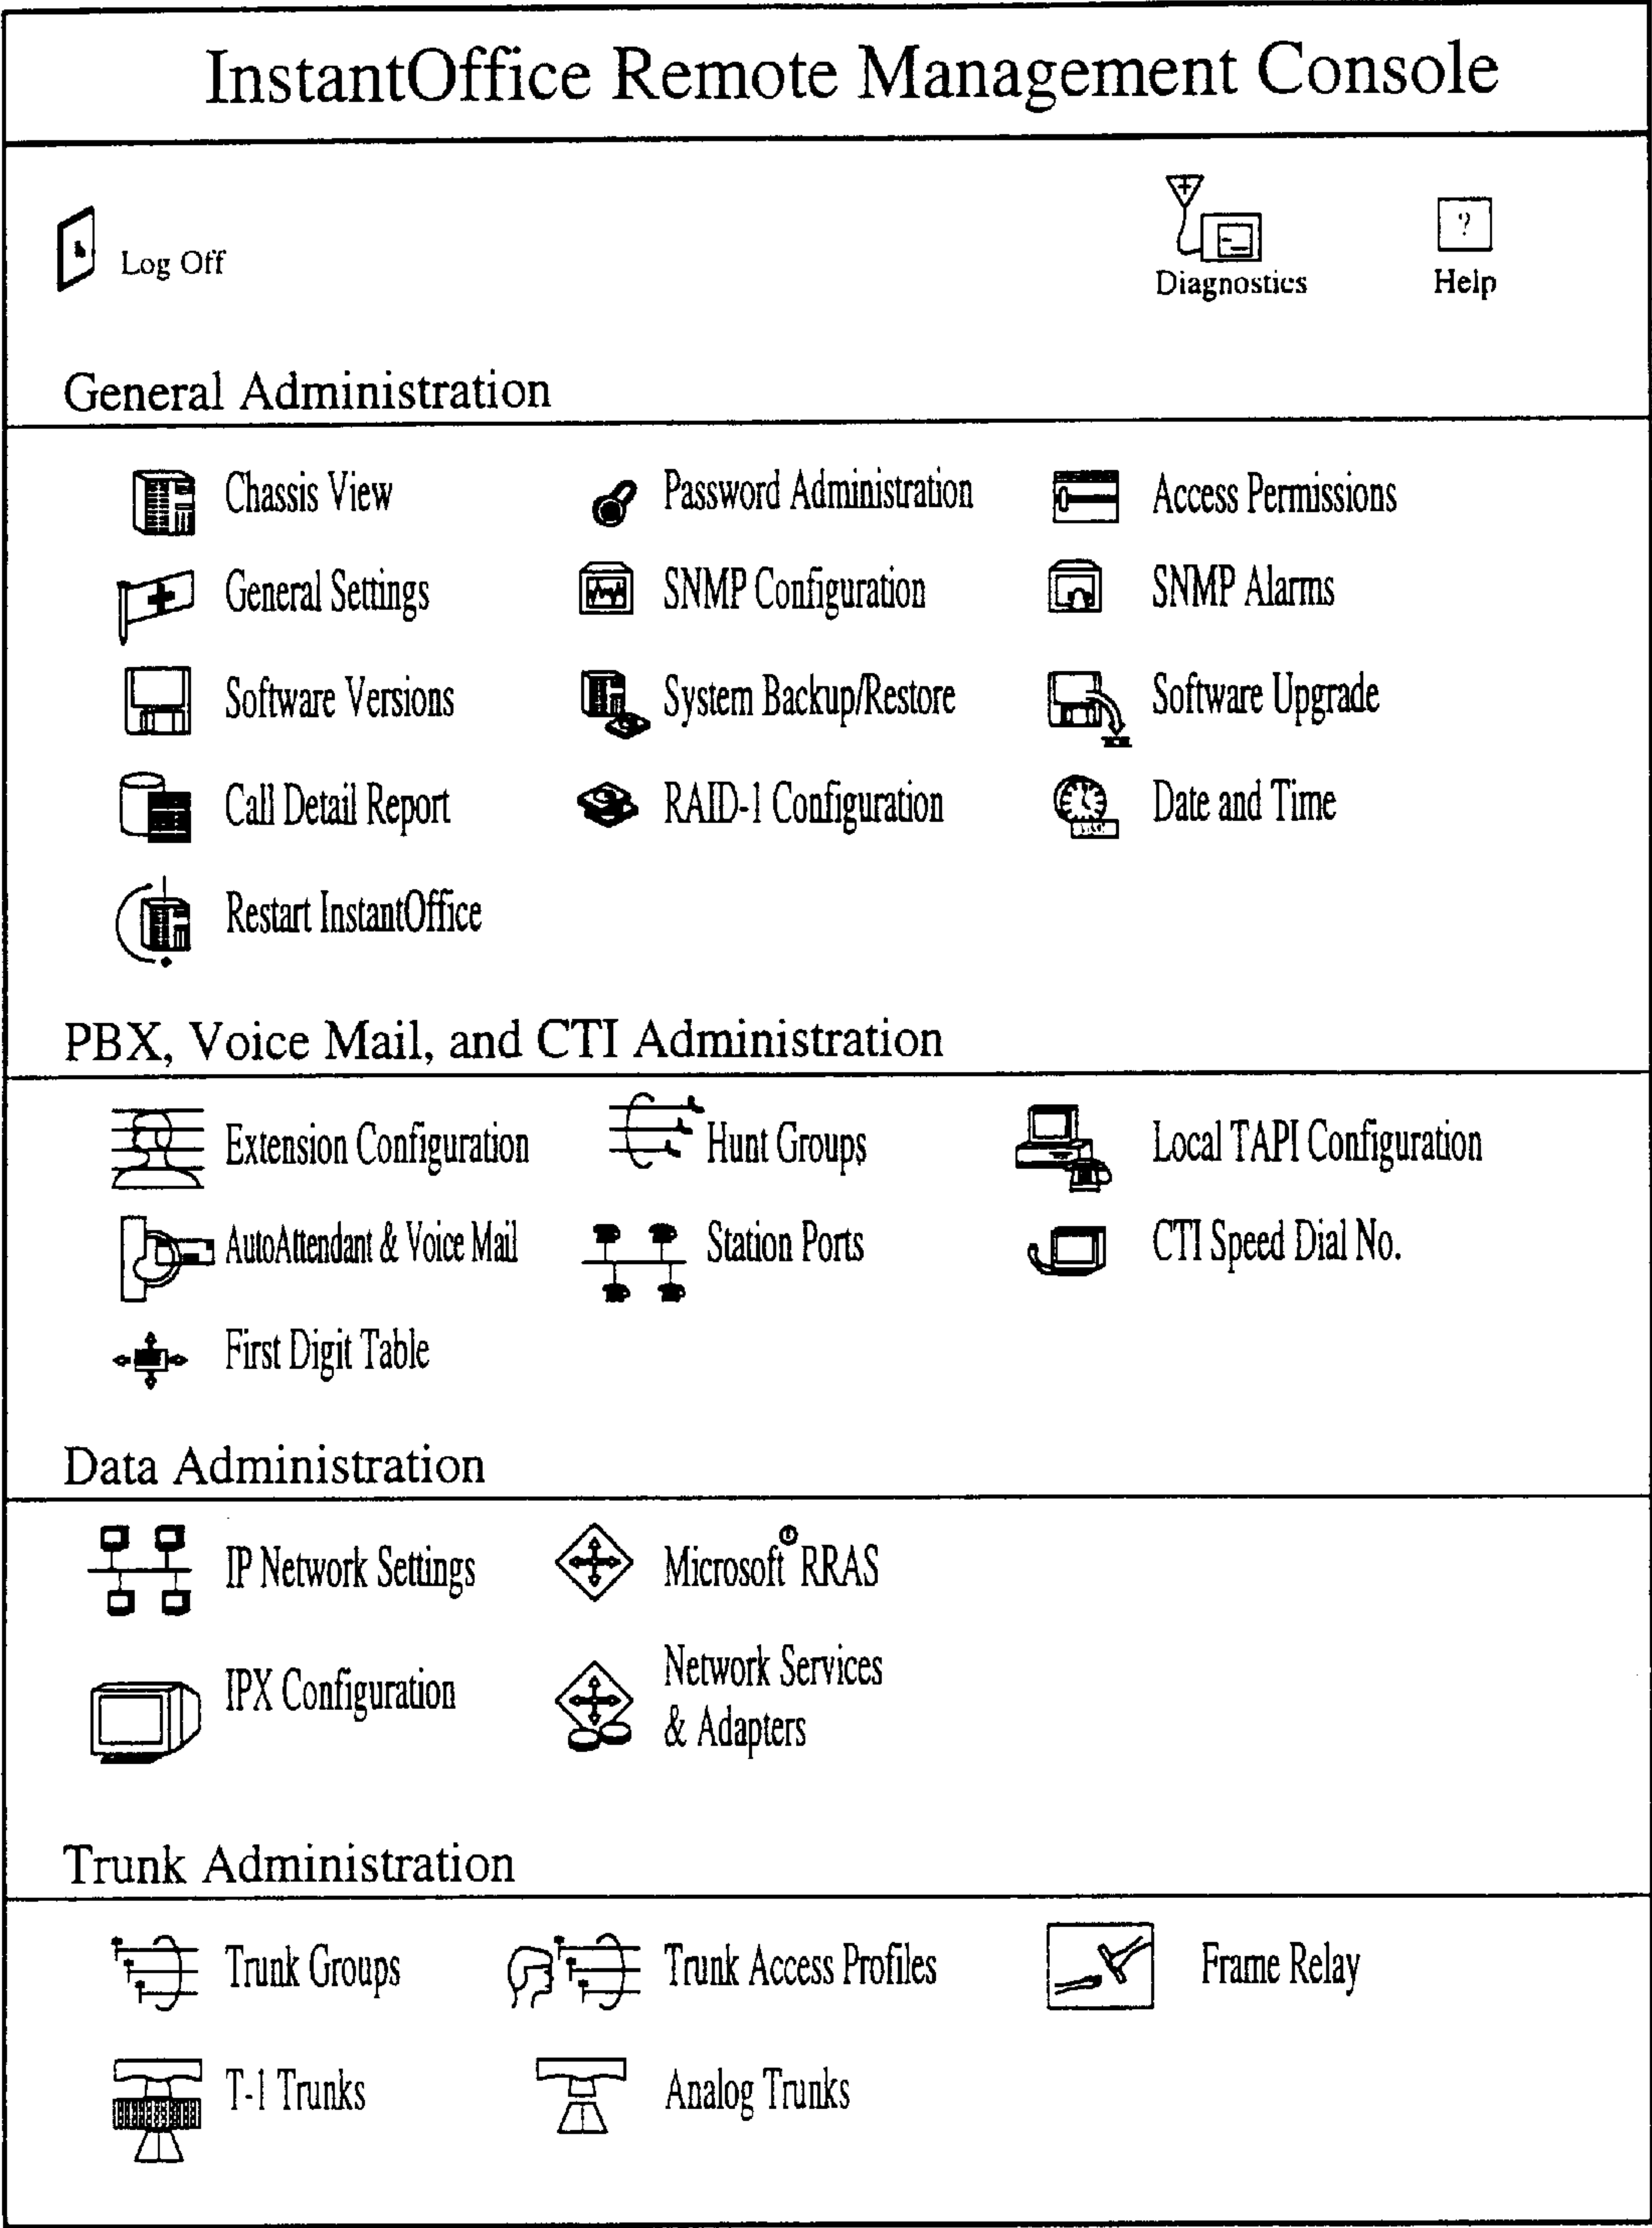 InstantOffice Remote Management Console
Log Off
Diagnostics
?
Help
General Administration
Chassis View
Password Administration
Access Permissions
General Settings
SNMP Configuration
SNMP Alarms
Software Versions
System Backup/Restore
Software Upgrade
Call Detail Report
RAID-1 Configuration
Date and Time
Restart InstantOffice
PBX, Voice Mail, and CTI Administration
Extension Configuration
Hunt Groups
Local TAPI Configuration
AutoAttendant & Voice Mail
Station Ports
CTI Speed Dial No.
First Digit Table
Data Administration
IP Network Settings
Microsoft RRAS
IPX Configuration
Network Services
& Adapters
Trunk Administration
Trunk Groups
Trunk Access Profiles
Frame Relay
T-1 Trunks
Analog Trunks